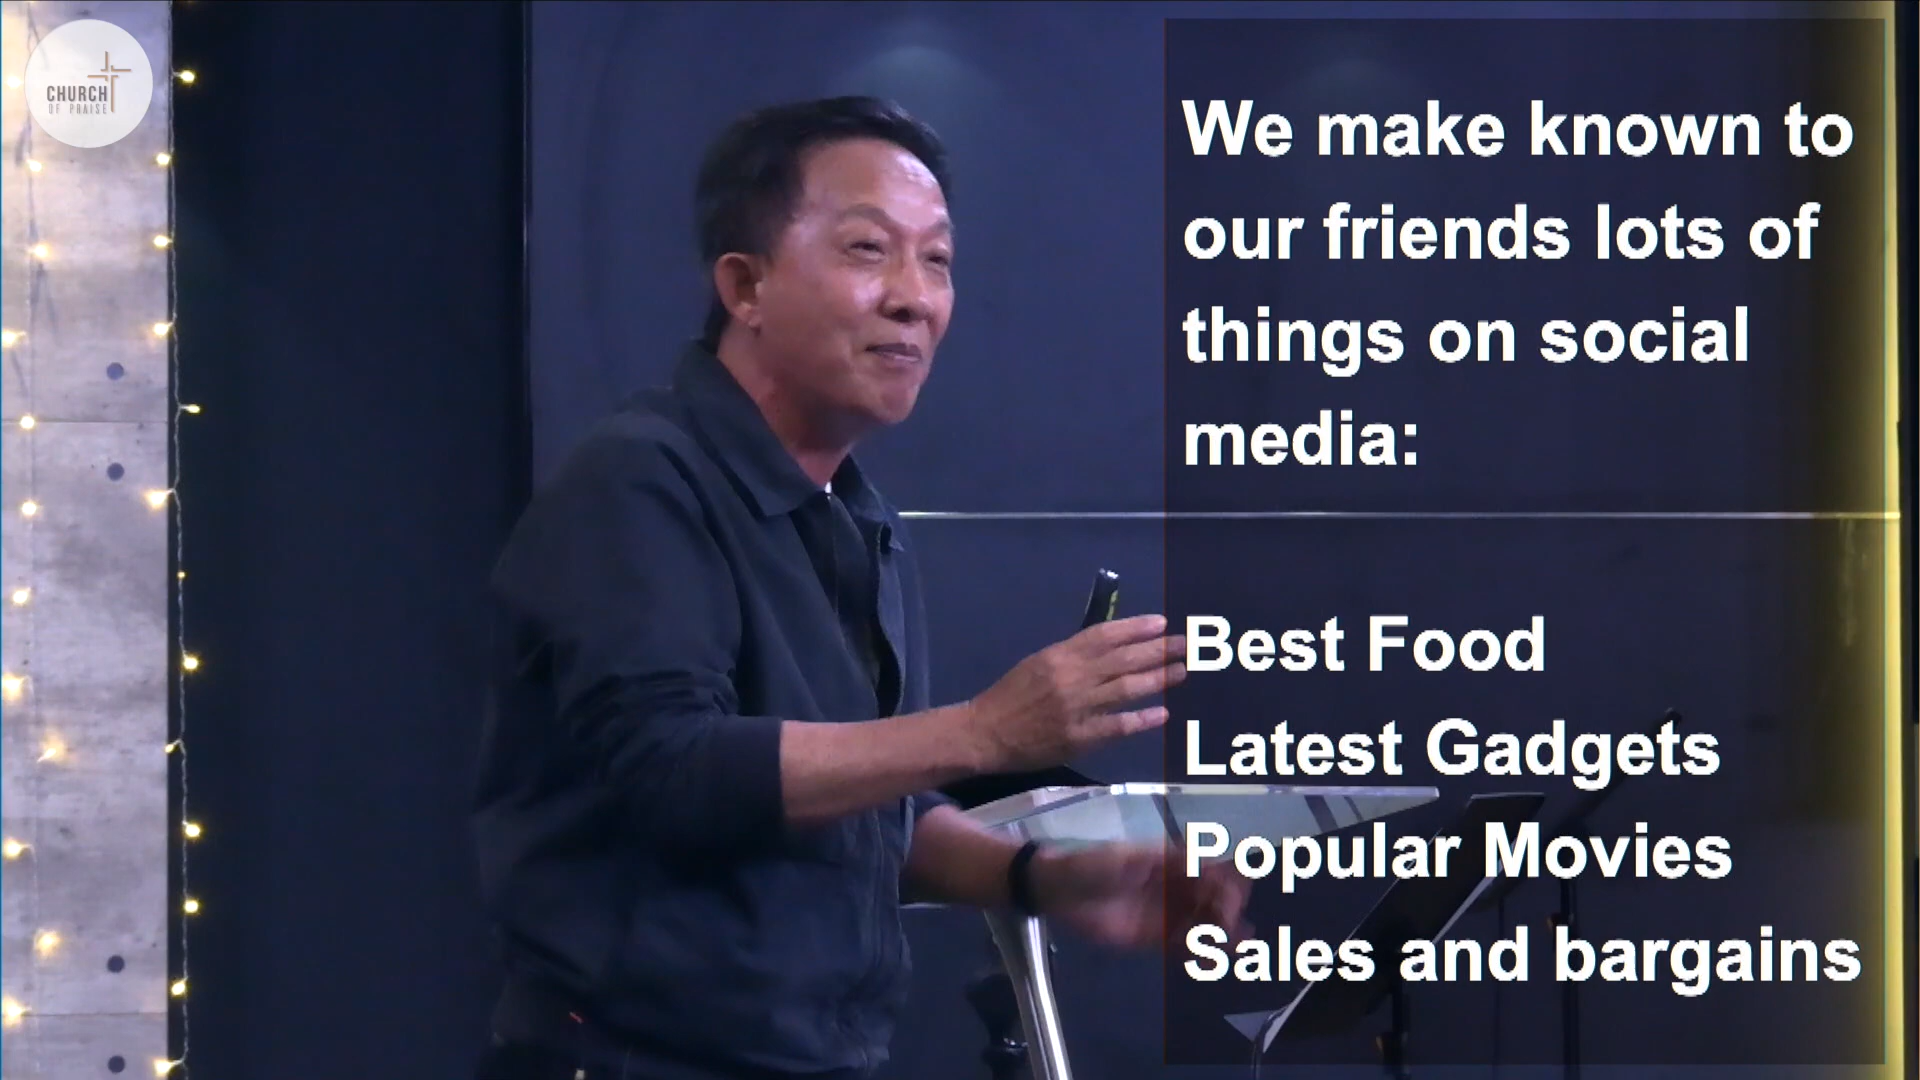 CHURCH
OF PRAISE
We make known to
our friends lots of
things on social
media:
Best Food
Latest Gadgets
Popular Movies
Sales and bargains